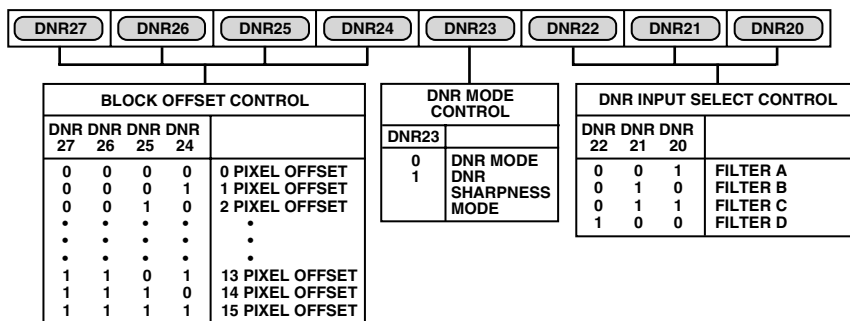 DNR27 DNR26 DNR25 DNR24 DNR23 DNR22 DNR21 DNR20
BLOCK OFFSET CONTROL
DNR DNR DNR DNR
27 26 25 24
0 0 0 0 0 PIXEL OFFSET
0 0 0 1 1 PIXEL OFFSET
0 0 1 0 2 PIXEL OFFSET
• • • • •
• • • • •
• • • • •
1 1 0 1 13 PIXEL OFFSET
1 1 1 0 14 PIXEL OFFSET
1 1 1 1 15 PIXEL OFFSET
DNR MODE
CONTROL
DNR23
0 DNR MODE
1 DNR
SHARPNESS
MODE
DNR INPUT SELECT CONTROL
DNR DNR DNR
22 21 20
0 0 1 FILTER A
0 1 0 FILTER B
0 1 1 FILTER C
1 0 0 FILTER D